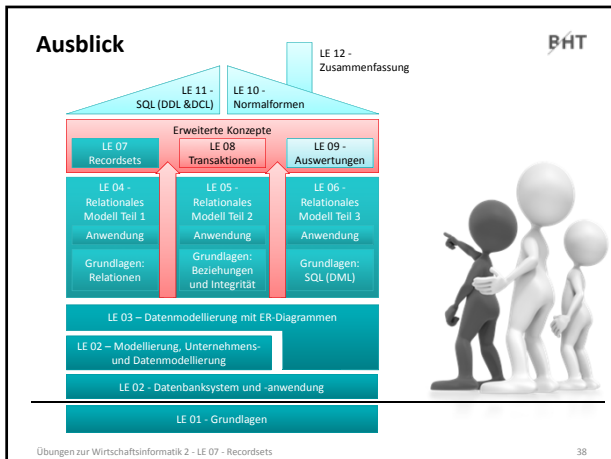 Ausblick
BHT
LE 12 -
Zusammenfassung
LE 11 -
SQL (DDL &DCL)
LE 10 -
Normalformen
Erweiterte Konzepte
LE 07
Recordsets
LE 08
Transaktionen
LE 09 -
Auswertungen
LE 04 -
Relationales
Modell Teil 1
Anwendung
Grundlagen:
Relationen
LE 05 -
Relationales
Modell Teil 2
Anwendung
Grundlagen:
Beziehungen
und Integrität
LE 06 -
Relationales
Modell Teil 3
Anwendung
Grundlagen:
SQL (DML)
LE 03 – Datenmodellierung mit ER-Diagrammen
LE 02 – Modellierung, Unternehmens-
und Datenmodellierung
LE 02 - Datenbanksystem und -anwendung
LE 01 - Grundlagen
Übungen zur Wirtschaftsinformatik 2 - LE 07 - Recordsets
38